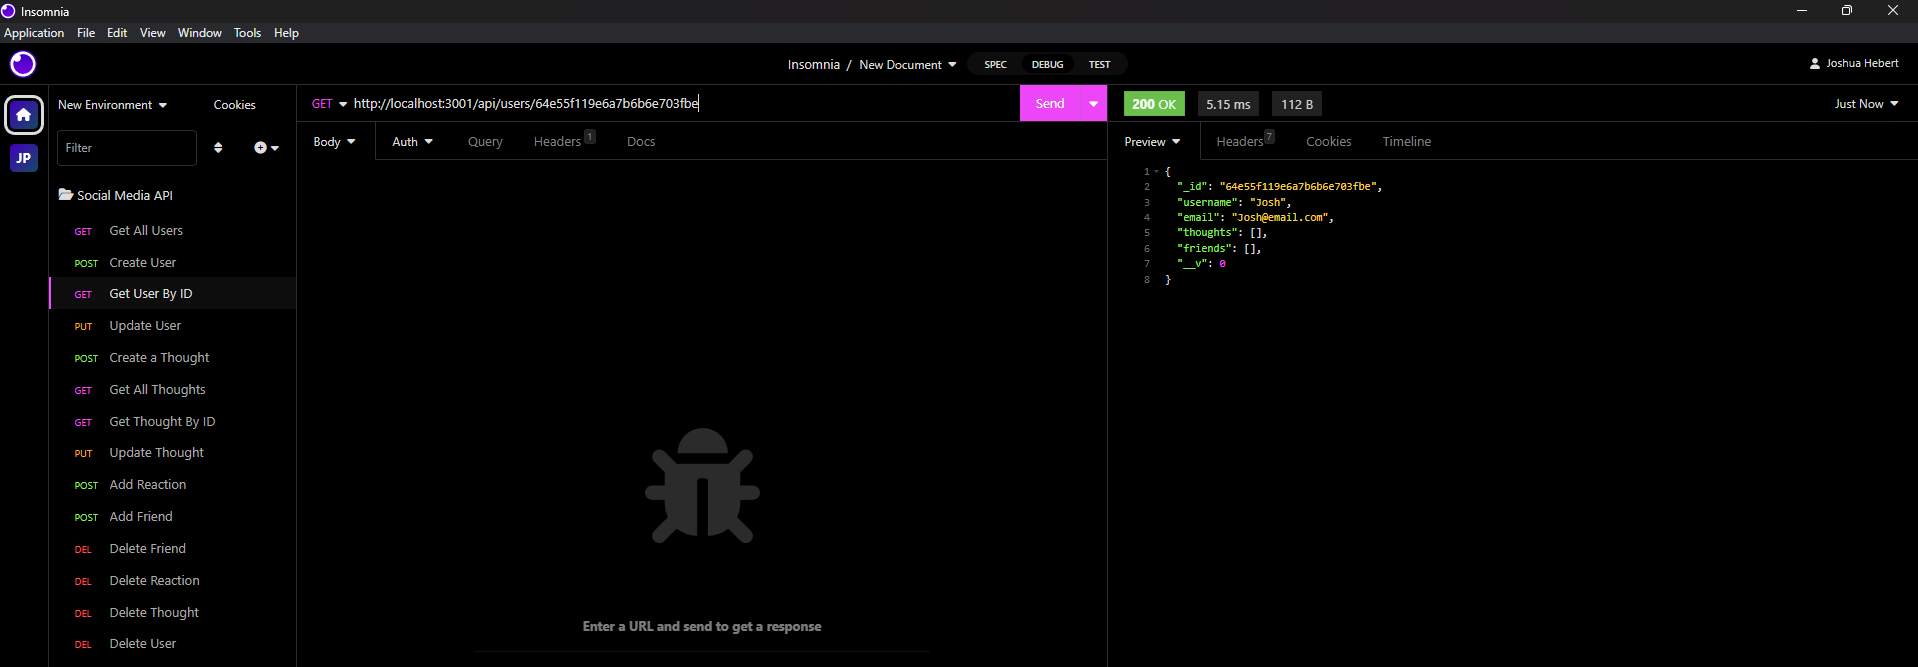 Insomnia
Application File Edit View Window Tools Help
Insomnia / New Document SPEC DEBUG TEST Joshua Hebert
New Environment Cookies
JP
Filter
Social Media API
GET Get All Users
POST Create User
GET Get User By ID
PUT Update User
POST Create a Thought
GET Get All Thoughts
GET Get Thought By ID
PUT Update Thought
POST Add Reaction
POST Add Friend
DEL Delete Friend
DEL Delete Reaction
DEL Delete Thought
DEL Delete User
GET http://localhost:3001/api/users/64e55f119e6a7b6b6e703fbe Send
Body Auth Query Headers 1 Docs
Enter a URL and send to get a response
200 OK 5.15 ms 112 B Just Now
Preview Headers 7 Cookies Timeline
1 {
2 "_id": "64e55f119e6a7b6b6e703fbe",
3 "username": "Josh",
4 "email": "Josh@email.com",
5 "thoughts": [],
6 "friends": [],
7 "__v": 0
8 }